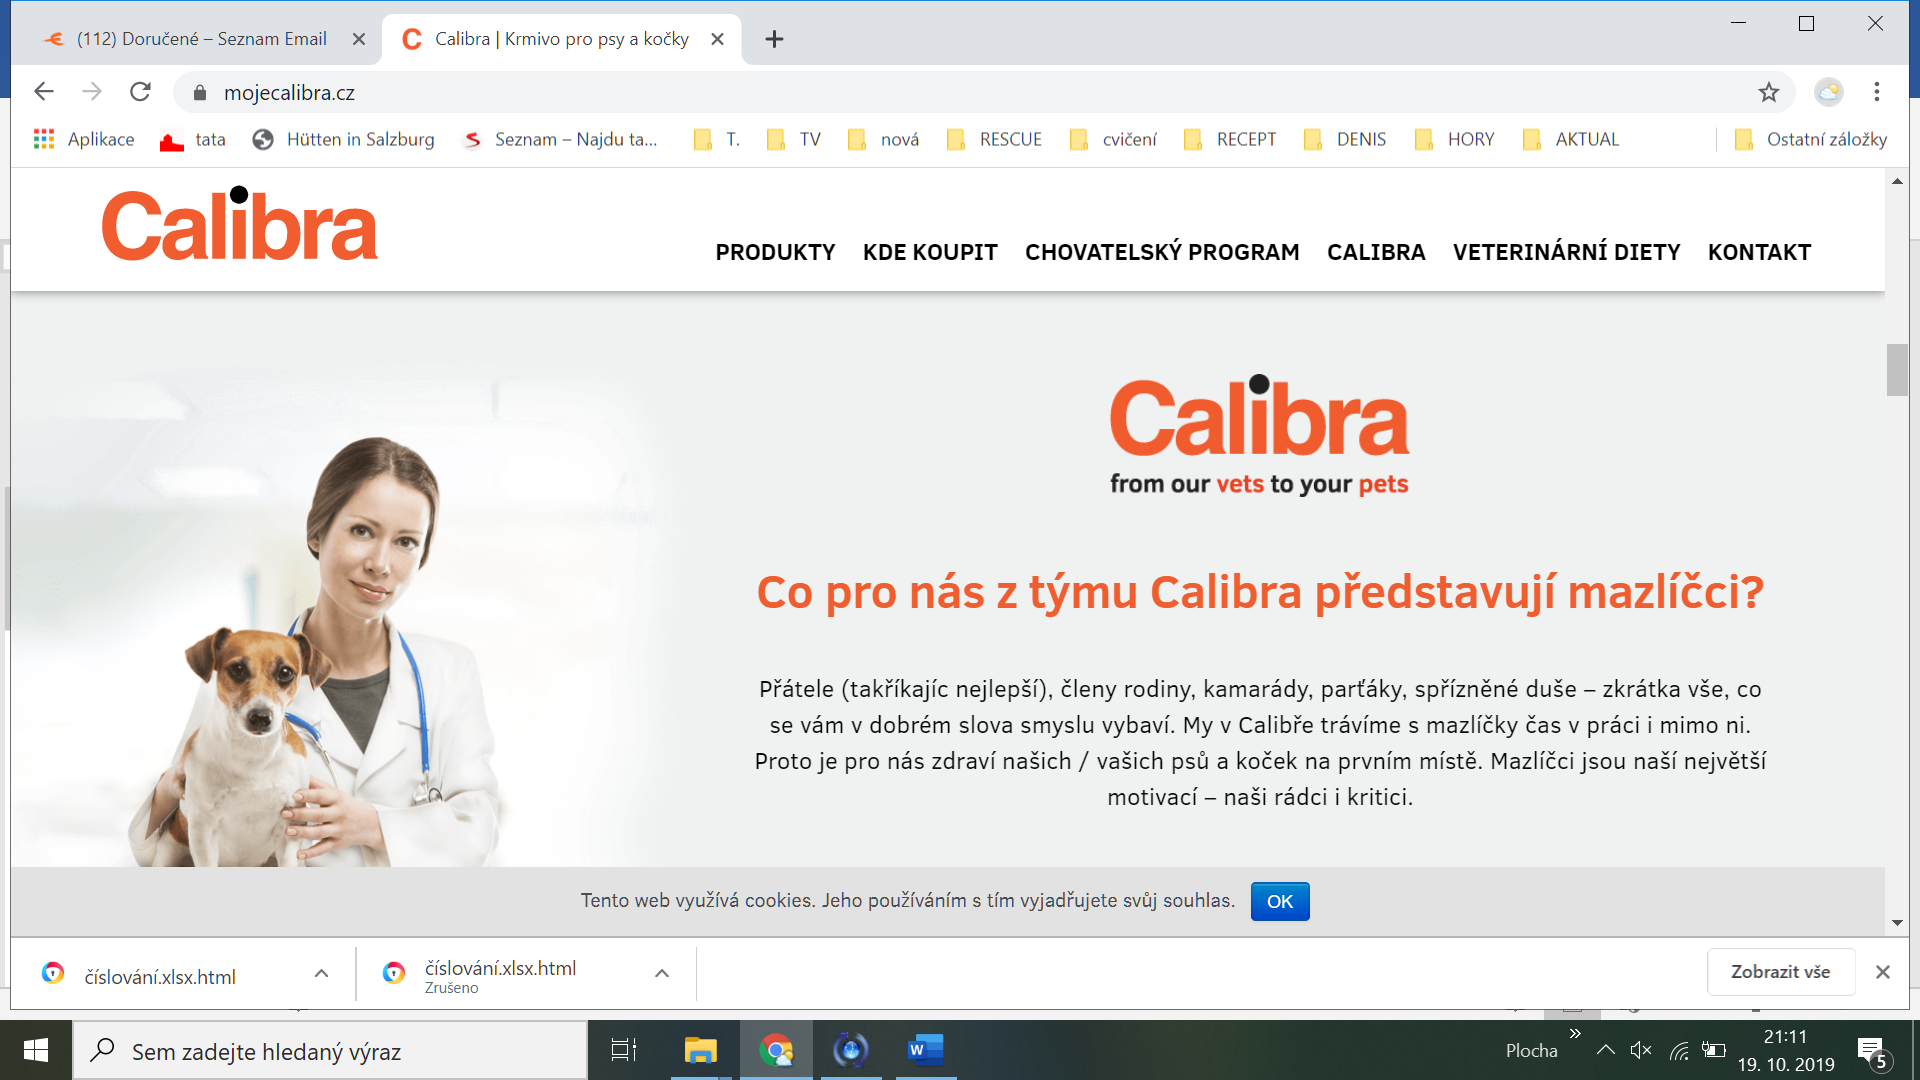 (112) Doručené – Seznam Email
Calibra | Krmivo pro psy a kočky
mojecalibra.cz
Aplikace
tata
Hütten in Salzburg
Seznam – Najdu ta...
T.
TV
nová
RESCUE
cvičení
RECEPT
DENIS
HORY
AKTUAL
Ostatní záložky
Calibra
PRODUKTY
KDE KOUPIT
CHOVATELSKÝ PROGRAM
CALIBRA
VETERINÁRNÍ DIETY
KONTAKT
Calibra
from our vets to your pets
Co pro nás z týmu Calibra představují mazlíčci?
Přátele (takříkajíc nejlepší), členy rodiny, kamarády, parťáky, spřízněné duše – zkrátka vše, co
se vám v dobrém slova smyslu vybaví. My v Calibře trávíme s mazlíčky čas v práci i mimo ni.
Proto je pro nás zdraví našich / vašich psů a koček na prvním místě. Mazlíčci jsou naší největší
motivací – naši rádci i kritici.
Tento web využívá cookies. Jeho používáním s tím vyjadřujete svůj souhlas.
OK
číslování.xlsx.html
číslování.xlsx.html
Zrušeno
Zobrazit vše
Sem zadejte hledaný výraz
Plocha
21:11
19. 10. 2019
5